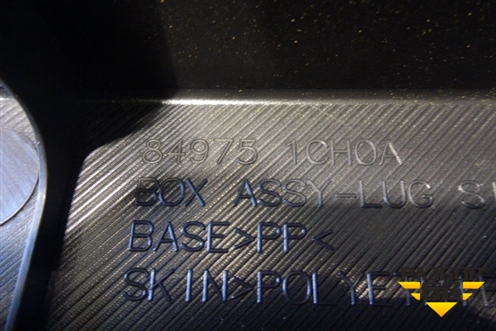 84975 1CH0A
BOX ASSY-LUG
BASE>PP<
SKIN>